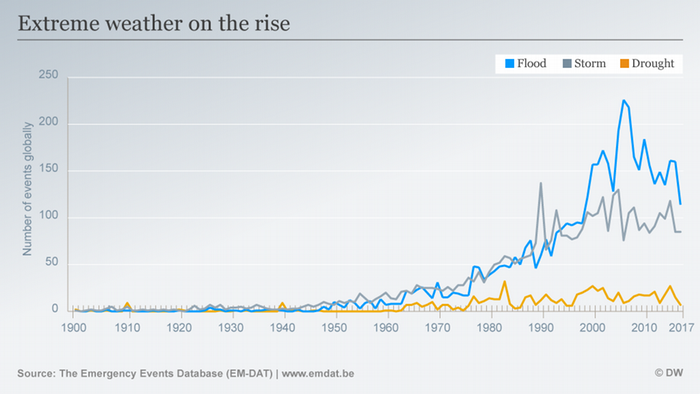 Extreme weather on the rise
Flood Storm Drought
Number of events globally
250
200
150
100
50
0
1900 1910 1920 1930 1940 1950 1960 1970 1980 1990 2000 2010 2017
Source: The Emergency Events Database (EM-DAT) | www.emdat.be © DW